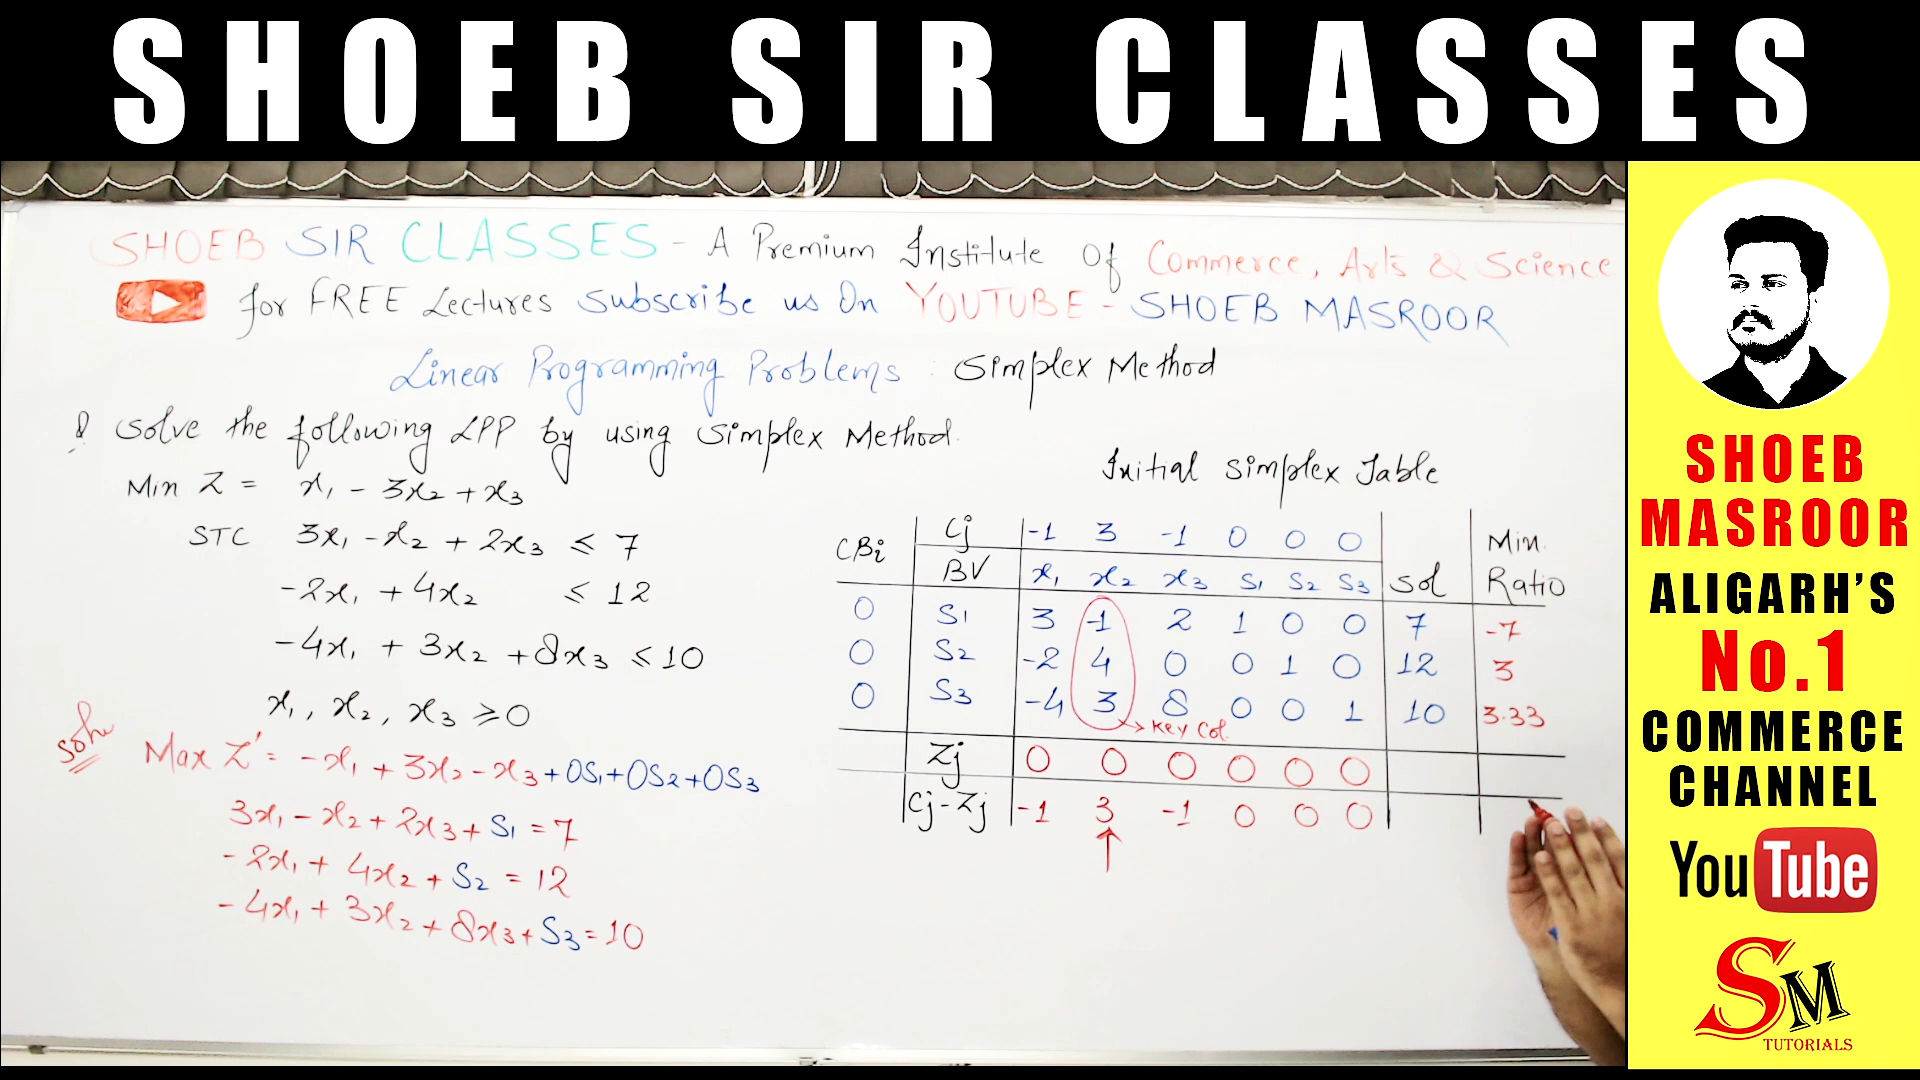 SHOEB SIR CLASSES
SHOEB SIR CLASSES - A Premium Institute Of Commerce, Arts & Science
for FREE Lectures Subscribe us On YOUTUBE - SHOEB MASROOR
Linear Programming Problems : Simplex Method
Q Solve the following LPP by using Simplex Method.
Min Z = x₁ - 3x₂ + x₃
STC 3x₁ - x₂ + 2x₃ ≤ 7
-2x₁ + 4x₂ ≤ 12
-4x₁ + 3x₂ + 8x₃ ≤ 10
x₁, x₂, x₃ ≥ 0
Soln
Max Z' = -x₁ + 3x₂ - x₃ + 0S₁ + 0S₂ + 0S₃
3x₁ - x₂ + 2x₃ + S₁ = 7
-2x₁ + 4x₂ + S₂ = 12
-4x₁ + 3x₂ + 8x₃ + S₃ = 10
Initial Simplex Table
CBi Cj -1 3 -1 0 0 0 Min.
BV x₁ x₂ x₃ S₁ S₂ S₃ Sol Ratio
0 S1 3 -1 2 1 0 0 7 -7
0 S2 -2 4 0 0 1 0 12 3
0 S3 -4 3 8 0 0 1 10 3.33
Key Col.
Zj 0 0 0 0 0 0
Cj-Zj -1 3 -1 0 0 0
SHOEB
MASROOR
ALIGARH'S
No.1
COMMERCE
CHANNEL
YouTube
SM
TUTORIALS